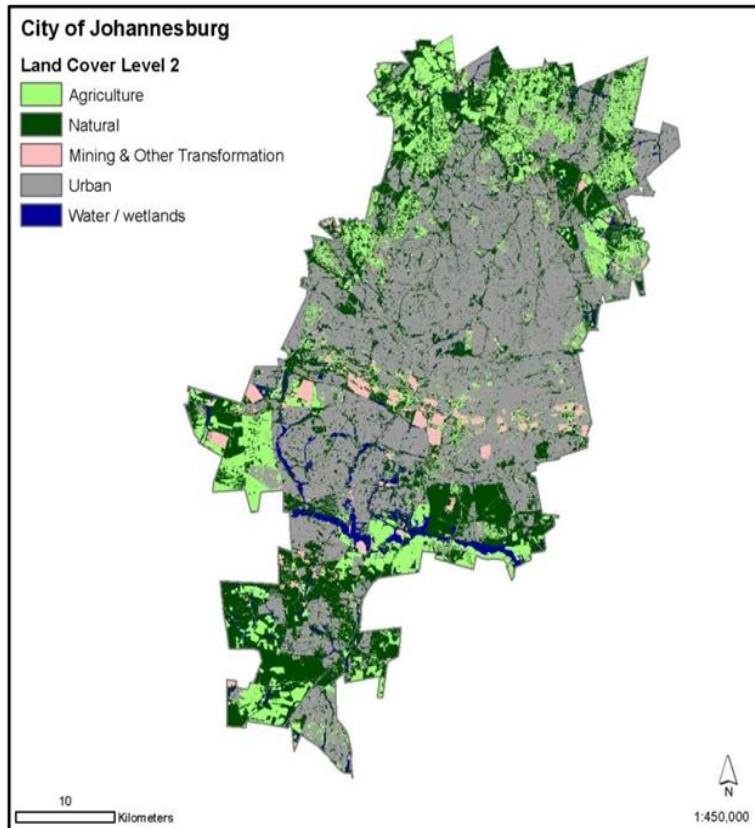 City of Johannesburg
Land Cover Level 2
Agriculture
Natural
Mining & Other Transformation
Urban
Water / wetlands
N
10
Kilometers
1:450,000